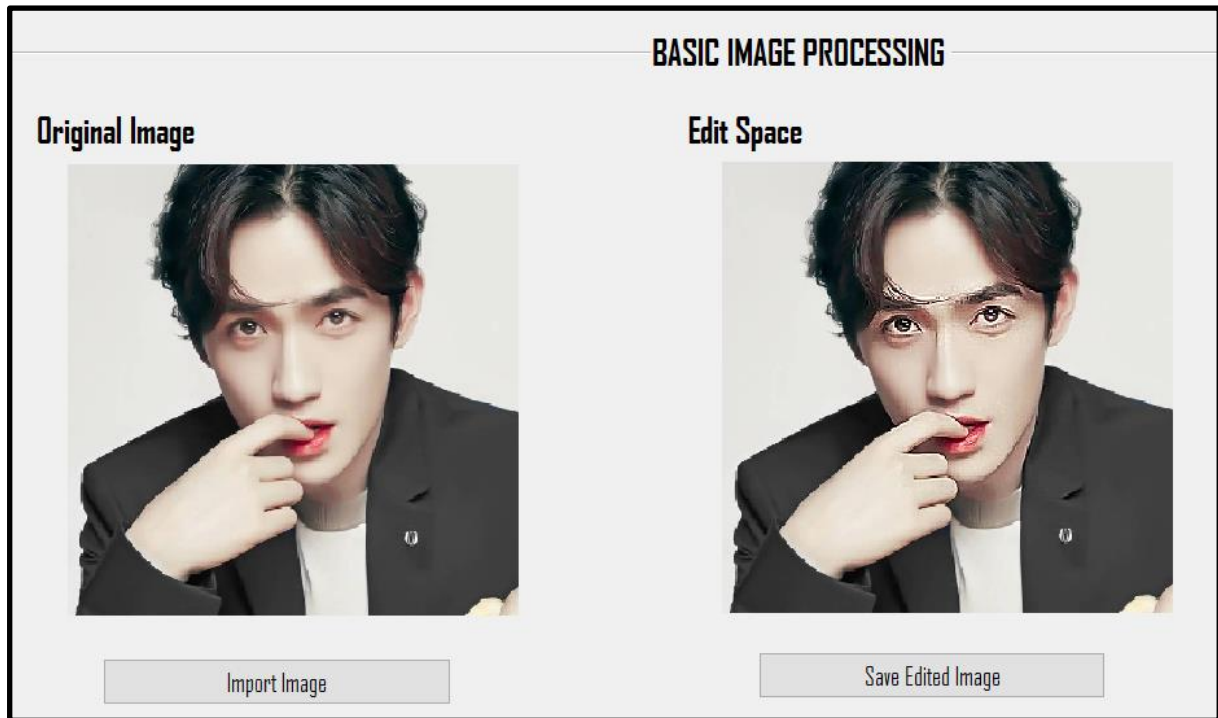 BASIC IMAGE PROCESSING
Original Image
Edit Space
Import Image
Save Edited Image